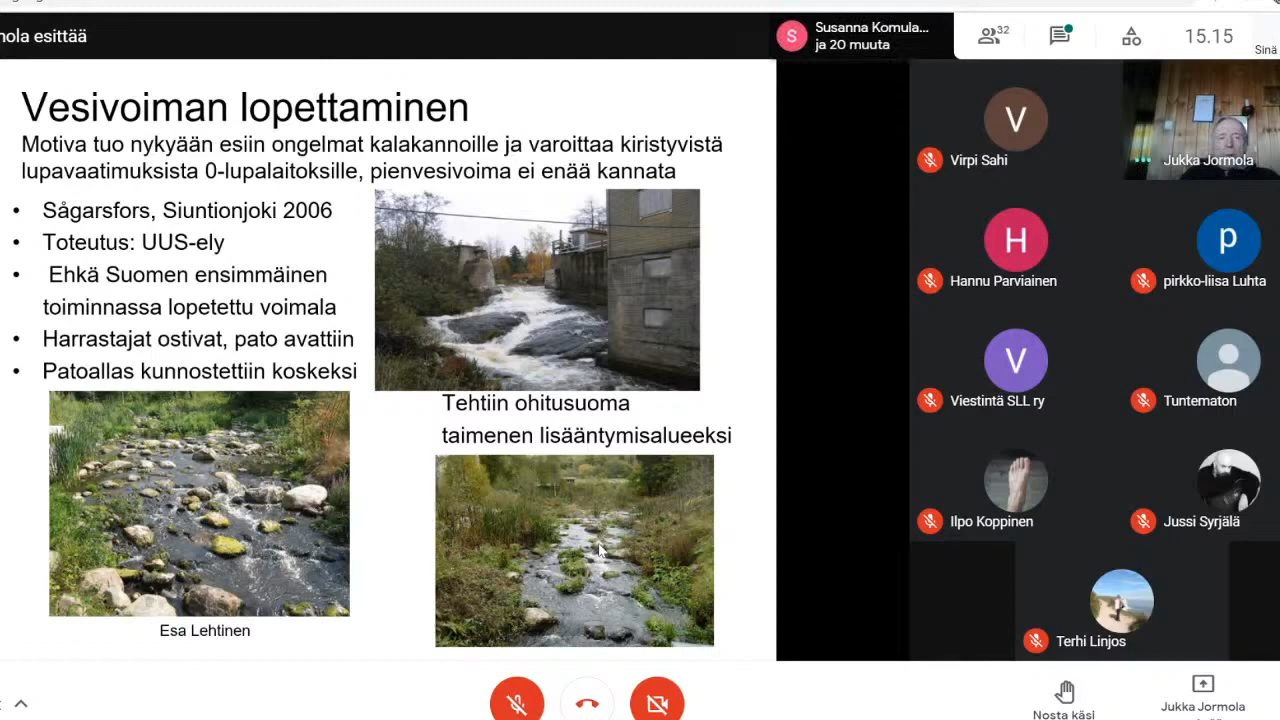 nola esittää
S
Susanna Komula...
ja 20 muuta
32
15.15
Sinä
Vesivoiman lopettaminen
Motiva tuo nykyään esiin ongelmat kalakannoille ja varoittaa kiristyvistä
lupavaatimuksista 0-lupalaitoksille, pienvesivoima ei enää kannata
• Sågarsfors, Siuntionjoki 2006
• Toteutus: UUS-ely
• Ehkä Suomen ensimmäinen
toiminnassa lopetettu voimala
• Harrastajat ostivat, pato avattiin
• Patoallas kunnostettiin koskeksi
Tehtiin ohitusuoma
taimenen lisääntymisalueeksi
Esa Lehtinen
V
Virpi Sahi
Jukka Jormola
H
Hannu Parviainen
p
pirkko-liisa Luhta
V
Viestintä SLL ry
Tuntematon
Ilpo Koppinen
Jussi Syrjälä
Terhi Linjos
Nosta käsi
Jukka Jormola